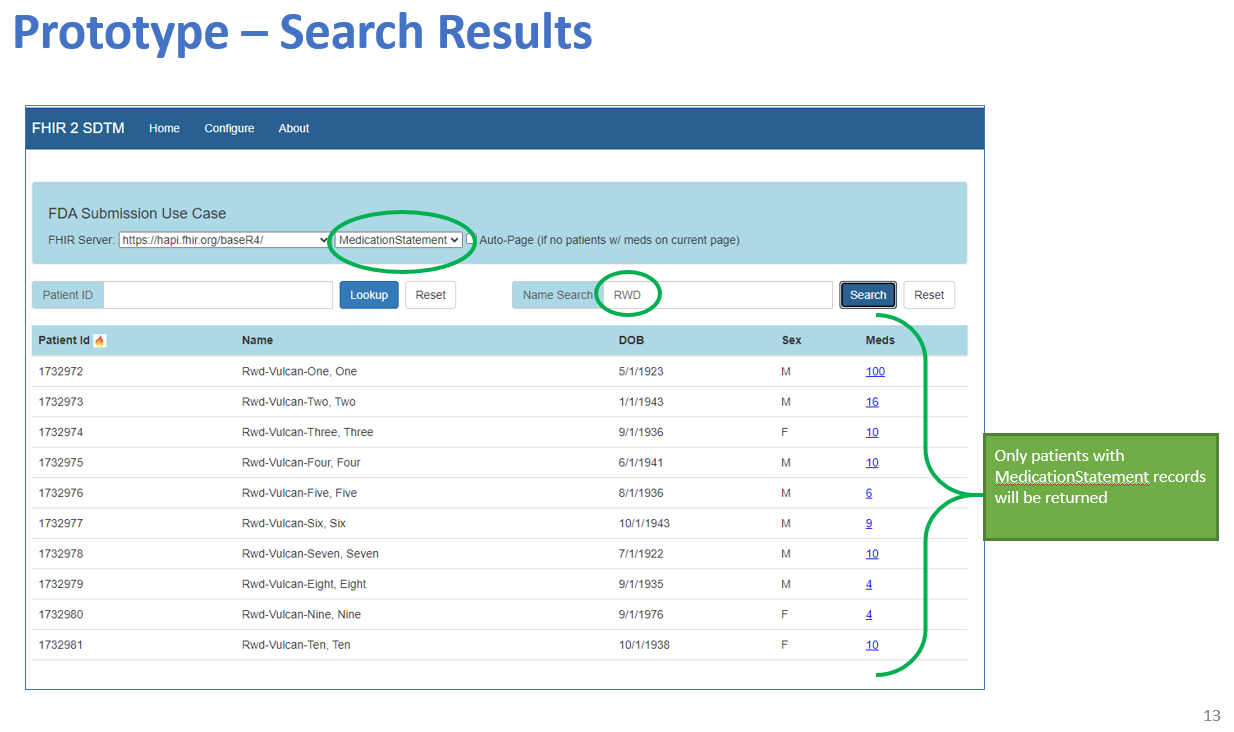 Prototype – Search Results
FHIR 2 SDTM Home Configure About
FDA Submission Use Case
FHIR Server: https://hapi.fhir.org/baseR4/ MedicationStatement Auto-Page (if no patients w/ meds on current page)
Patient ID Lookup Reset Name Search RWD Search Reset
Patient Id Name DOB Sex Meds
1732972 Rwd-Vulcan-One, One 5/1/1923 M 100
1732973 Rwd-Vulcan-Two, Two 1/1/1943 M 16
1732974 Rwd-Vulcan-Three, Three 9/1/1936 F 10
1732975 Rwd-Vulcan-Four, Four 6/1/1941 M 10
1732976 Rwd-Vulcan-Five, Five 8/1/1936 M 6
1732977 Rwd-Vulcan-Six, Six 10/1/1943 M 9
1732978 Rwd-Vulcan-Seven, Seven 7/1/1922 M 10
1732979 Rwd-Vulcan-Eight, Eight 9/1/1935 M 4
1732980 Rwd-Vulcan-Nine, Nine 9/1/1976 F 4
1732981 Rwd-Vulcan-Ten, Ten 10/1/1938 F 10
Only patients with
MedicationStatement records
will be returned
13